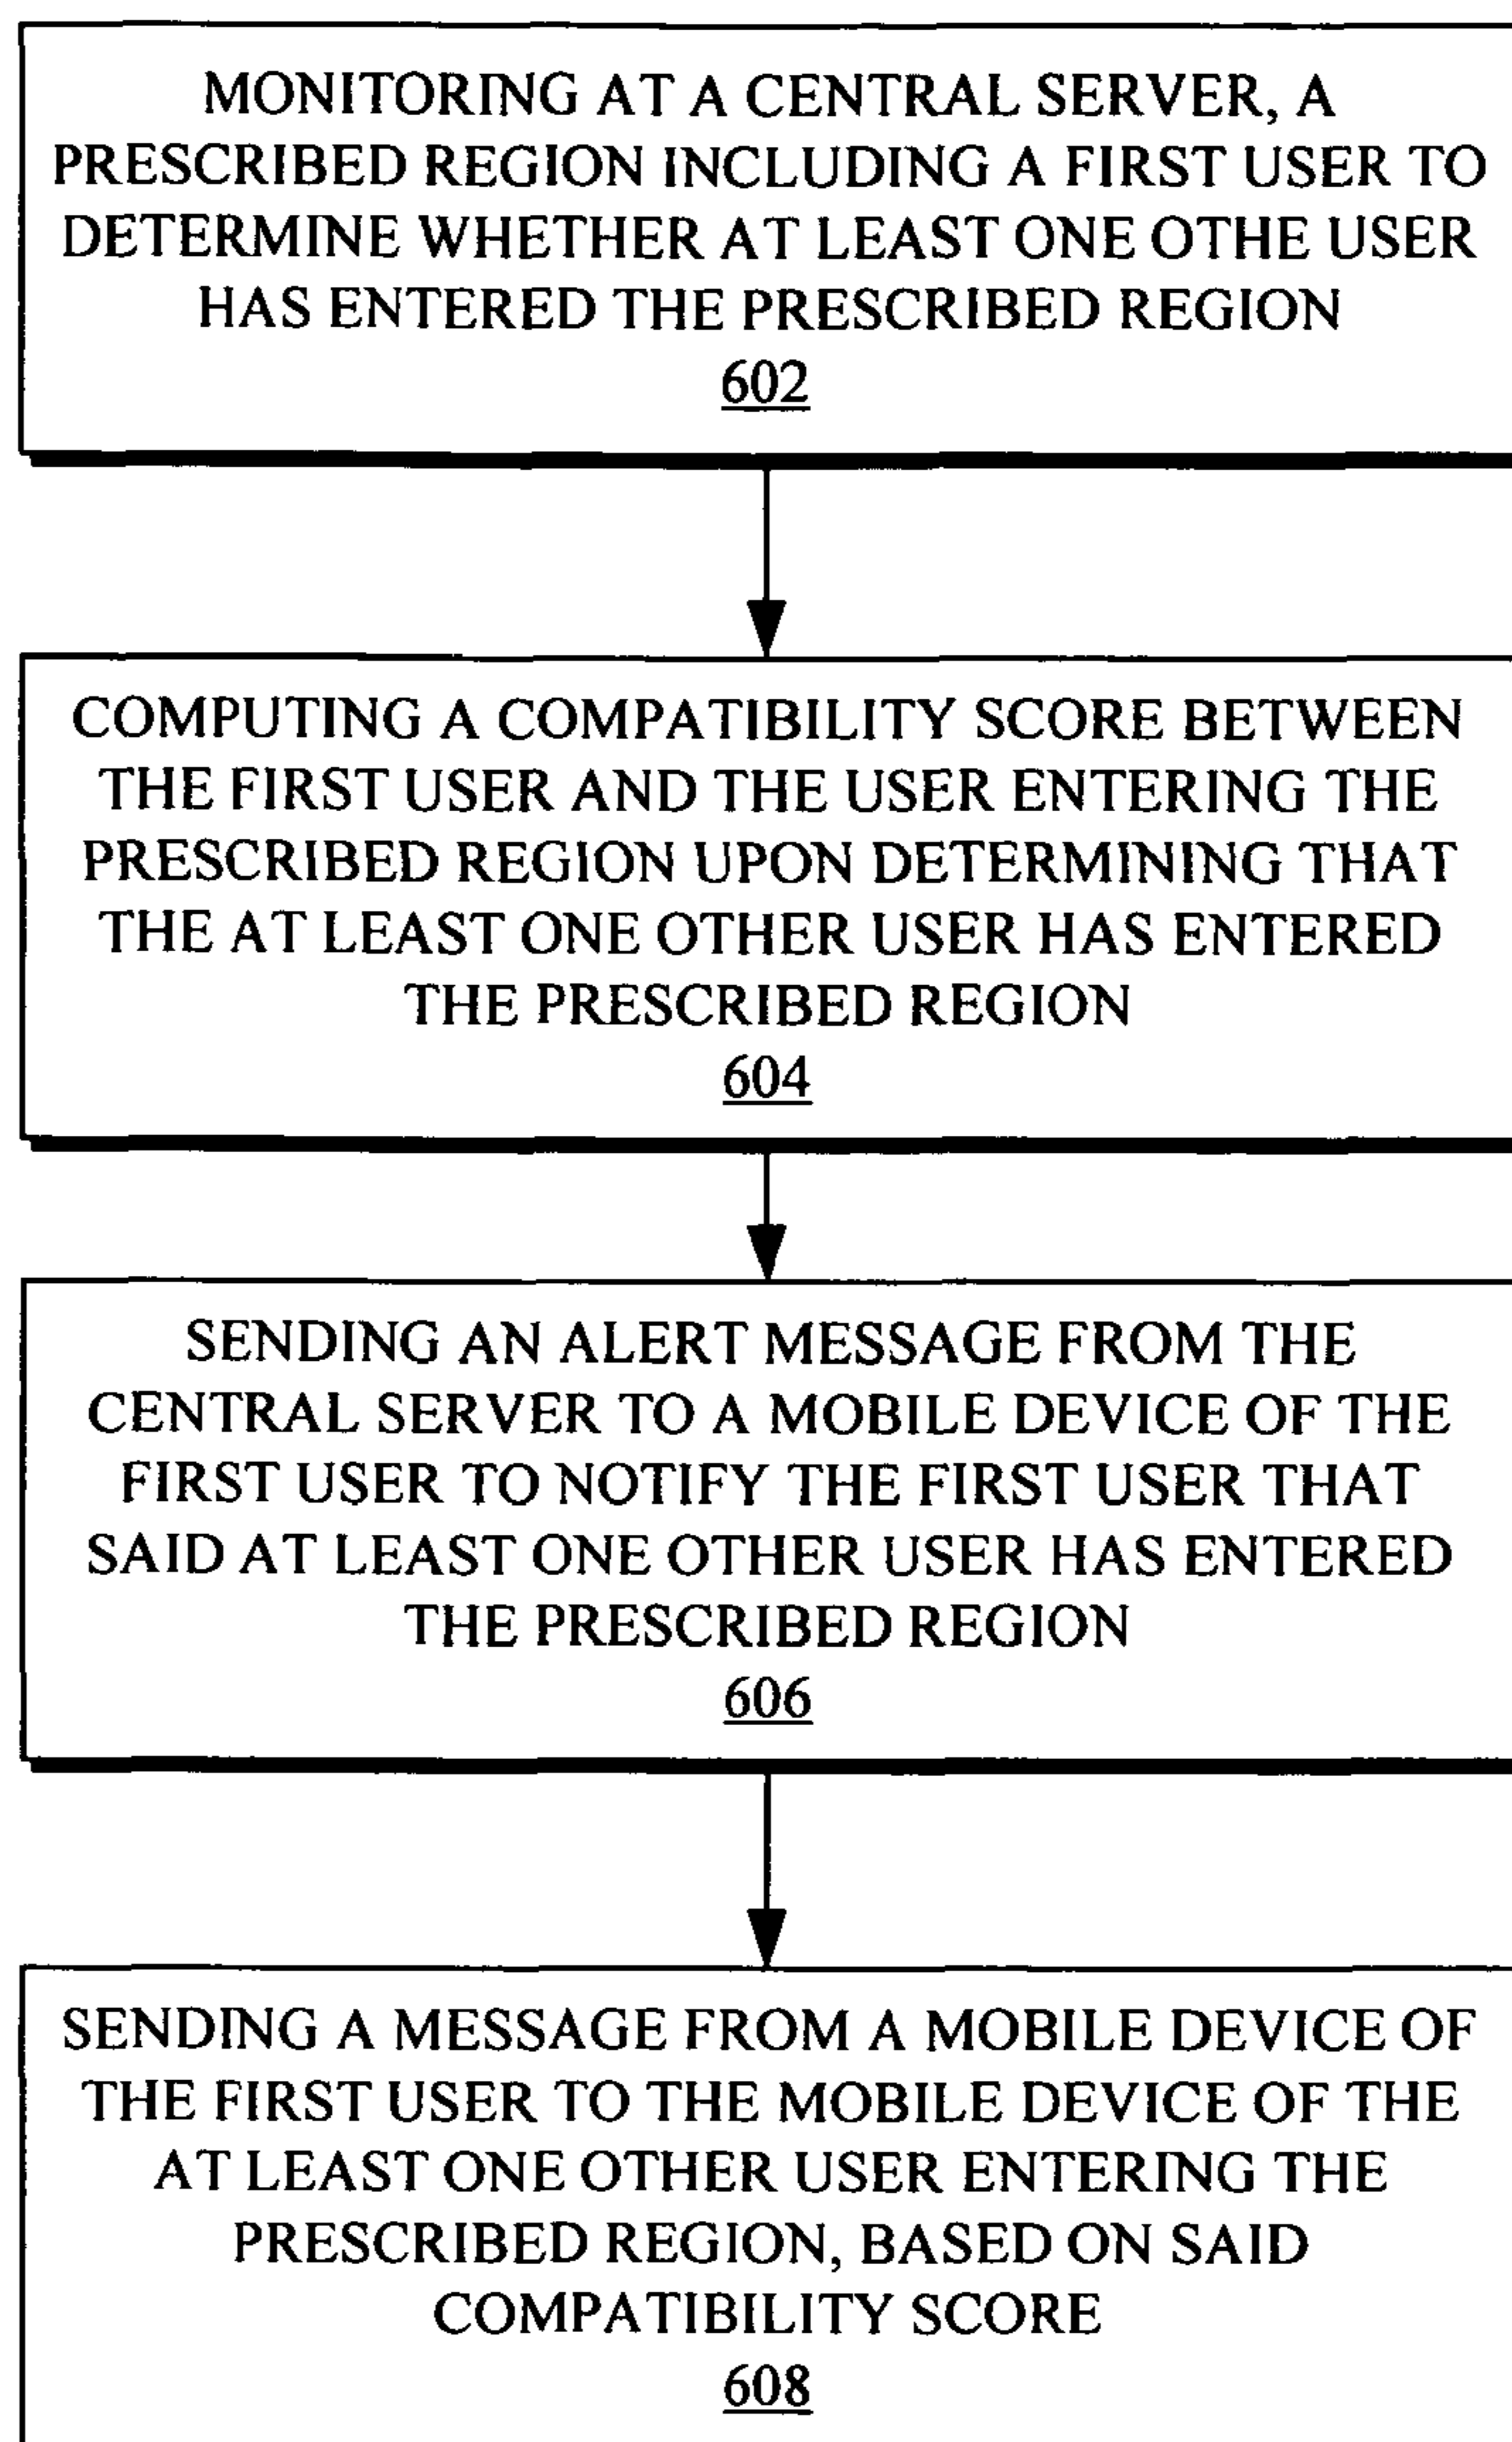 MONITORING AT A CENTRAL SERVER, A
PRESCRIBED REGION INCLUDING A FIRST USER TO
DETERMINE WHETHER AT LEAST ONE OTHE USER
HAS ENTERED THE PRESCRIBED REGION
602
COMPUTING A COMPATIBILITY SCORE BETWEEN
THE FIRST USER AND THE USER ENTERING THE
PRESCRIBED REGION UPON DETERMINING THAT
THE AT LEAST ONE OTHER USER HAS ENTERED
THE PRESCRIBED REGION
604
SENDING AN ALERT MESSAGE FROM THE
CENTRAL SERVER TO A MOBILE DEVICE OF THE
FIRST USER TO NOTIFY THE FIRST USER THAT
SAID AT LEAST ONE OTHER USER HAS ENTERED
THE PRESCRIBED REGION
606
SENDING A MESSAGE FROM A MOBILE DEVICE OF
THE FIRST USER TO THE MOBILE DEVICE OF THE
AT LEAST ONE OTHER USER ENTERING THE
PRESCRIBED REGION, BASED ON SAID
COMPATIBILITY SCORE
608